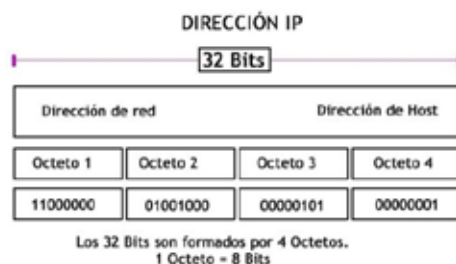 DIRECCIÓN IP
32 Bits
Dirección de red Dirección de Host
Octeto 1 Octeto 2 Octeto 3 Octeto 4
11000000 01001000 00000101 00000001
Los 32 Bits son formados por 4 Octetos.
1 Octeto = 8 Bits